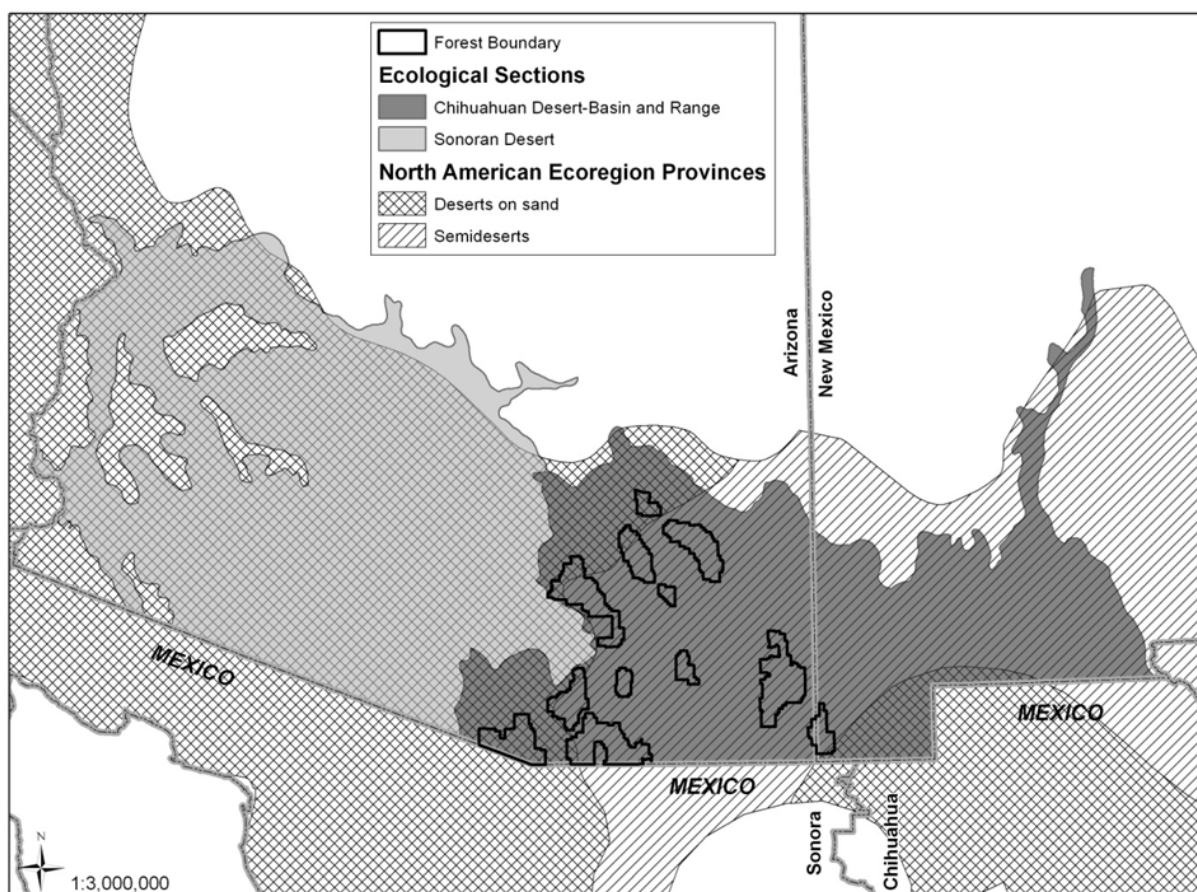 Forest Boundary
Ecological Sections
Chihuahuan Desert-Basin and Range
Sonoran Desert
North American Ecoregion Provinces
Deserts on sand
Semideserts
Arizona
New Mexico
MEXICO
MEXICO
MEXICO
Sonora
Chihuahua
N
1:3,000,000